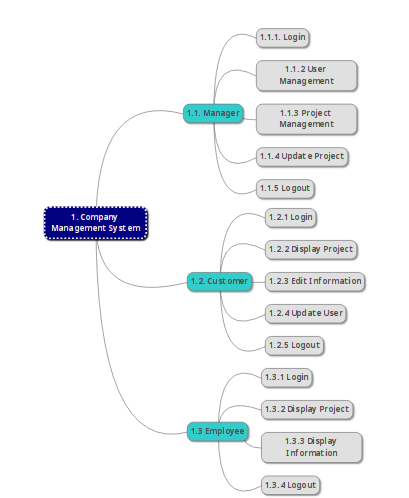 1. Company
Management System
1.1. Manager
1.1.1. Login
1.1.2 User
Management
1.1.3 Project
Management
1.1.4 Update Project
1.1.5 Logout
1.2. Customer
1.2.1 Login
1.2.2 Display Project
1.2.3 Edit Information
1.2.4 Update User
1.2.5 Logout
1.3 Employee
1.3.1 Login
1.3.2 Display Project
1.3.3 Display
Information
1.3.4 Logout